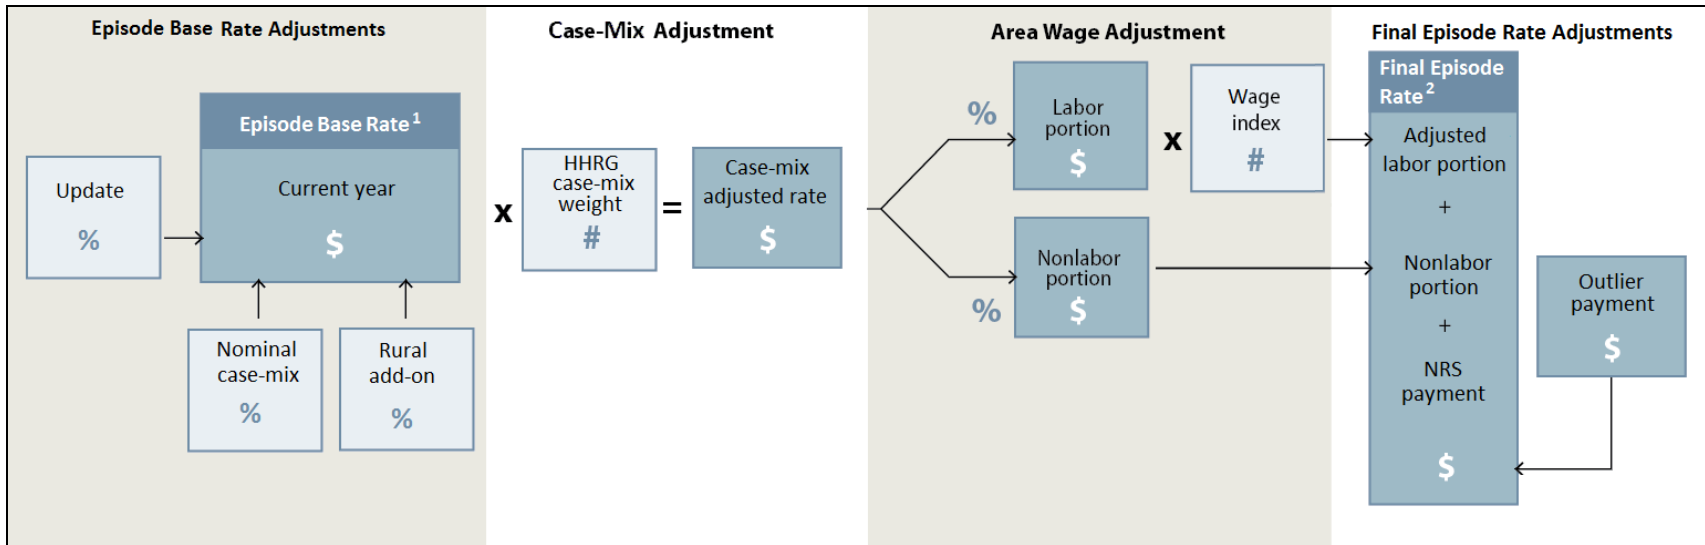 Episode Base Rate Adjustments
Update
%
Episode Base Rate¹
Current year
$
Nominal
case-mix
%
Rural
add-on
%
Case-Mix Adjustment
x
HHRG
case-mix
weight
#
=
Case-mix
adjusted rate
$
Area Wage Adjustment
%
Labor
portion
$
x
Wage
index
#
%
Nonlabor
portion
$
Final Episode Rate Adjustments
Final Episode
Rate²
Adjusted
labor portion
+
Nonlabor
portion
+
NRS
payment
$
Outlier
payment
$